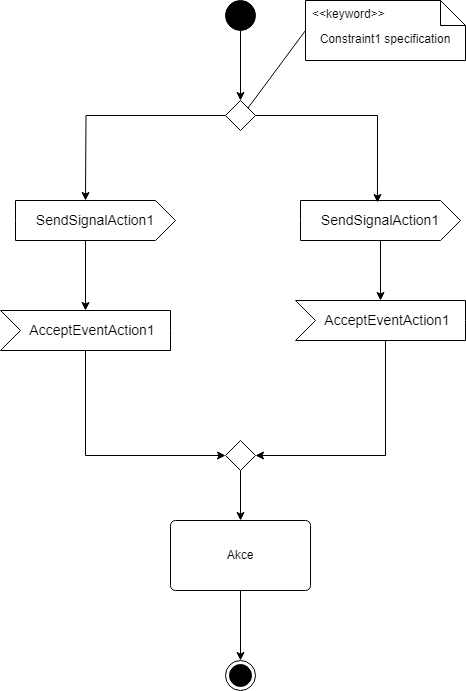 <<keyword>>
Constraint1 specification
SendSignalAction1
SendSignalAction1
AcceptEventAction1
AcceptEventAction1
Akce